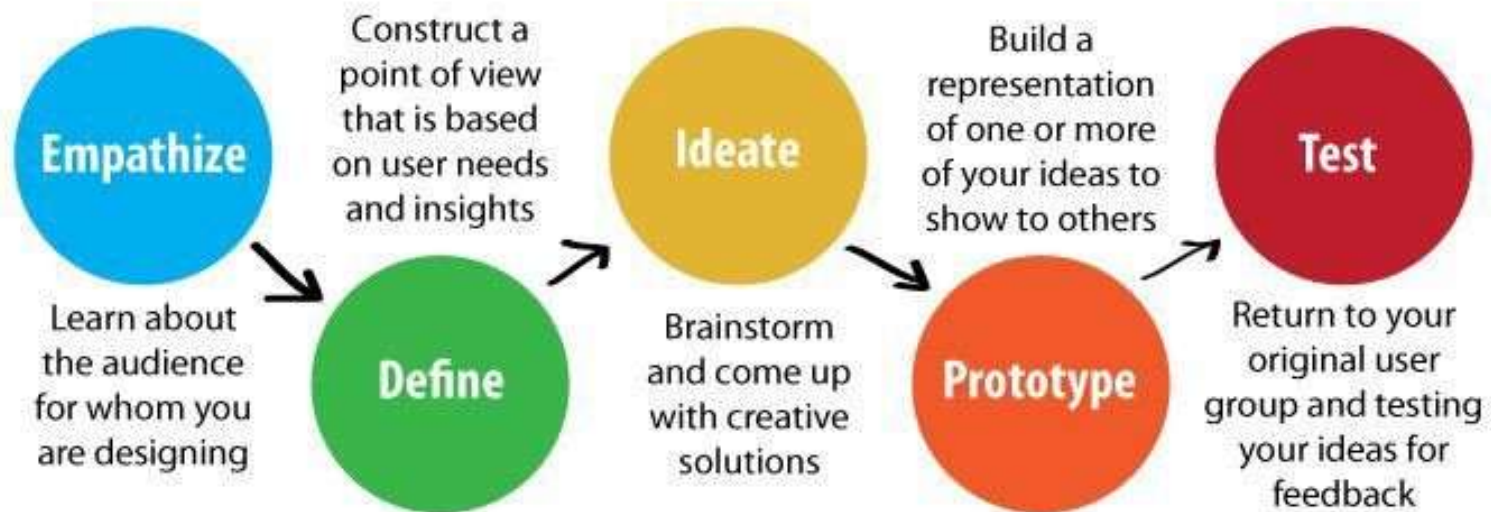 Empathize
Learn about
the audience
for whom you
are designing
Construct a
point of view
that is based
on user needs
and insights
Define
Ideate
Brainstorm
and come up
with creative
solutions
Build a
representation
of one or more
of your ideas to
show to others
Prototype
Test
Return to your
original user
group and testing
your ideas for
feedback